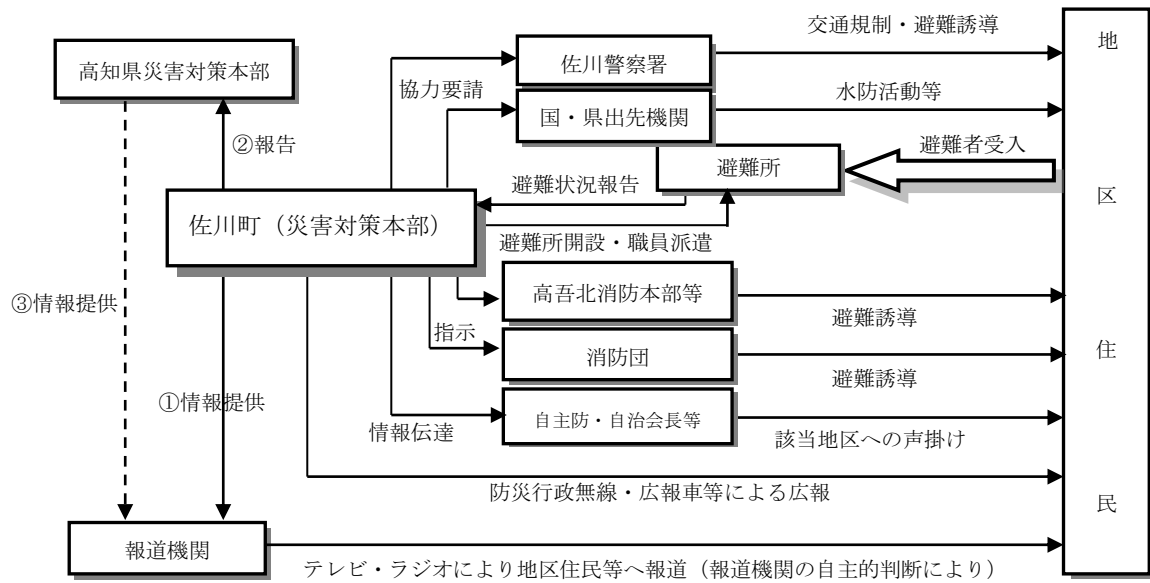 交通規制・避難誘導
地区住民
高知県災害対策本部
佐川警察署
協力要請
水防活動等
国・県出先機関
②報告
避難者受入
避難所
避難状況報告
佐川町（災害対策本部）
避難所開設・職員派遣
高吾北消防本部等
③情報提供
避難誘導
指示
消防団
避難誘導
①情報提供
自主防・自治会長等
情報伝達
該当地区への声掛け
防災行政無線・広報車等による広報
報道機関
テレビ・ラジオにより地区住民等へ報道（報道機関の自主的判断により）